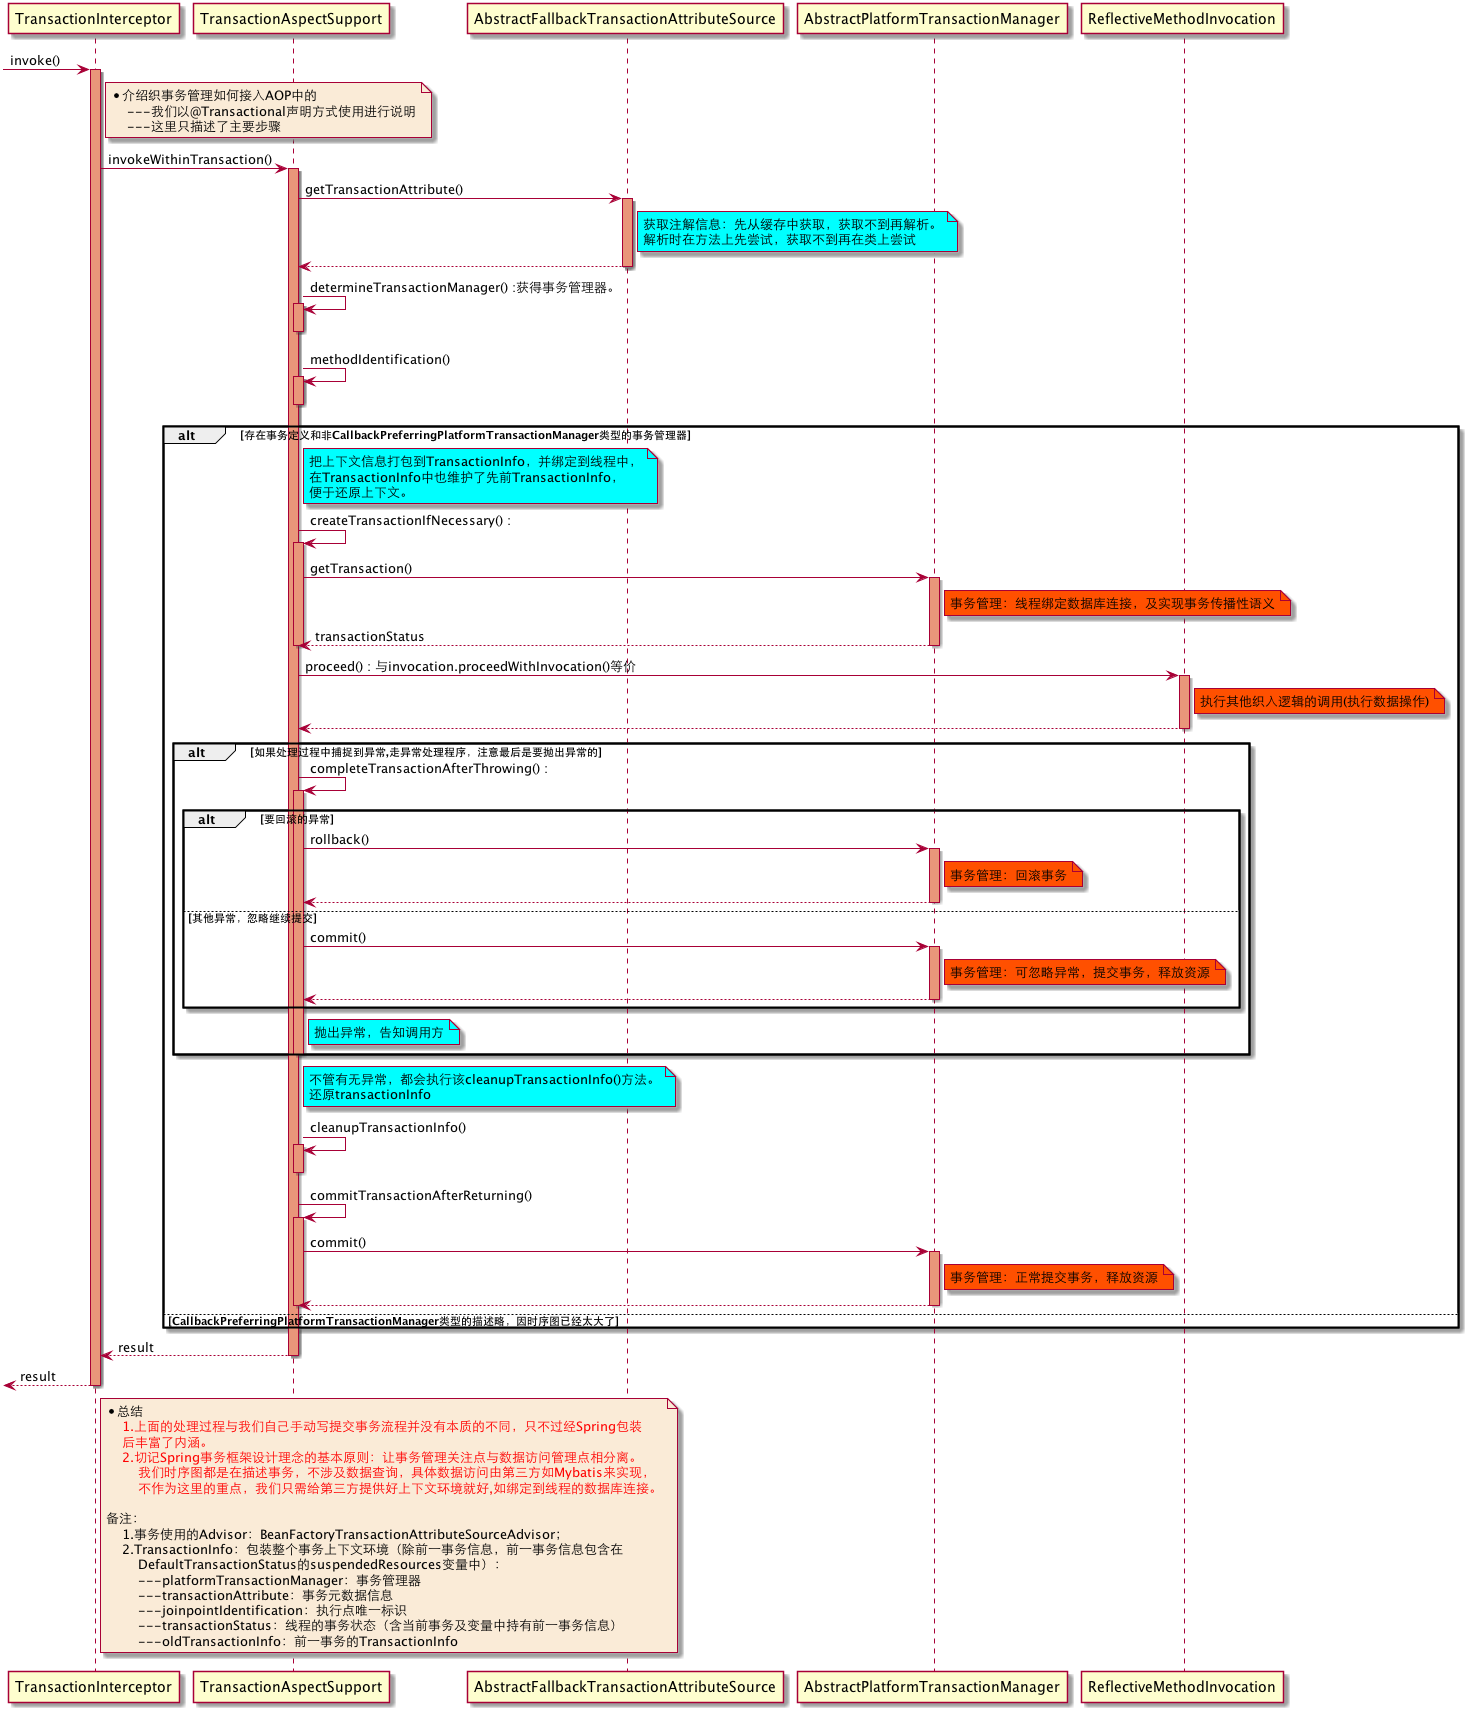 TransactionInterceptor
TransactionAspectSupport
AbstractFallbackTransactionAttributeSource
AbstractPlatformTransactionManager
ReflectiveMethodInvocation
invoke()
•介绍织事务管理如何接入AOP中的
---我们以@Transactional声明方式使用进行说明
---这里只描述了主要步骤
invokeWithinTransaction()
getTransactionAttribute()
获取注解信息：先从缓存中获取，获取不到再解析。
解析时在方法上先尝试，获取不到再在类上尝试
determineTransactionManager() :获得事务管理器。
methodIdentification()
alt
[存在事务定义和非CallbackPreferringPlatformTransactionManager类型的事务管理器]
把上下文信息打包到TransactionInfo，并绑定到线程中，
在TransactionInfo中也维护了先前TransactionInfo，
便于还原上下文。
createTransactionIfNecessary() :
getTransaction()
事务管理：线程绑定数据库连接，及实现事务传播性语义
transactionStatus
proceed() : 与invocation.proceedWithInvocation()等价
执行其他织入逻辑的调用(执行数据操作)
alt
[如果处理过程中捕捉到异常,走异常处理程序，注意最后是要抛出异常的]
completeTransactionAfterThrowing() :
alt
[要回滚的异常]
rollback()
事务管理：回滚事务
[其他异常，忽略继续提交]
commit()
事务管理：可忽略异常，提交事务，释放资源
抛出异常，告知调用方
不管有无异常，都会执行该cleanupTransactionInfo()方法。
还原transactionInfo
cleanupTransactionInfo()
commitTransactionAfterReturning()
commit()
事务管理：正常提交事务，释放资源
[CallbackPreferringPlatformTransactionManager类型的描述略，因时序图已经太大了]
result
result
•总结
1.上面的处理过程与我们自己手动写提交事务流程并没有本质的不同，只不过经Spring包装
后丰富了内涵。
2.切记Spring事务框架设计理念的基本原则：让事务管理关注点与数据访问管理点相分离。
我们时序图都是在描述事务，不涉及数据查询，具体数据访问由第三方如Mybatis来实现，
不作为这里的重点，我们只需给第三方提供好上下文环境就好,如绑定到线程的数据库连接。
备注：
1.事务使用的Advisor：BeanFactoryTransactionAttributeSourceAdvisor；
2.TransactionInfo：包装整个事务上下文环境（除前一事务信息，前一事务信息包含在
DefaultTransactionStatus的suspendedResources变量中）：
---platformTransactionManager：事务管理器
---transactionAttribute：事务元数据信息
---joinpointIdentification：执行点唯一标识
---transactionStatus：线程的事务状态（含当前事务及变量中持有前一事务信息）
---oldTransactionInfo：前一事务的TransactionInfo
TransactionInterceptor
TransactionAspectSupport
AbstractFallbackTransactionAttributeSource
AbstractPlatformTransactionManager
ReflectiveMethodInvocation